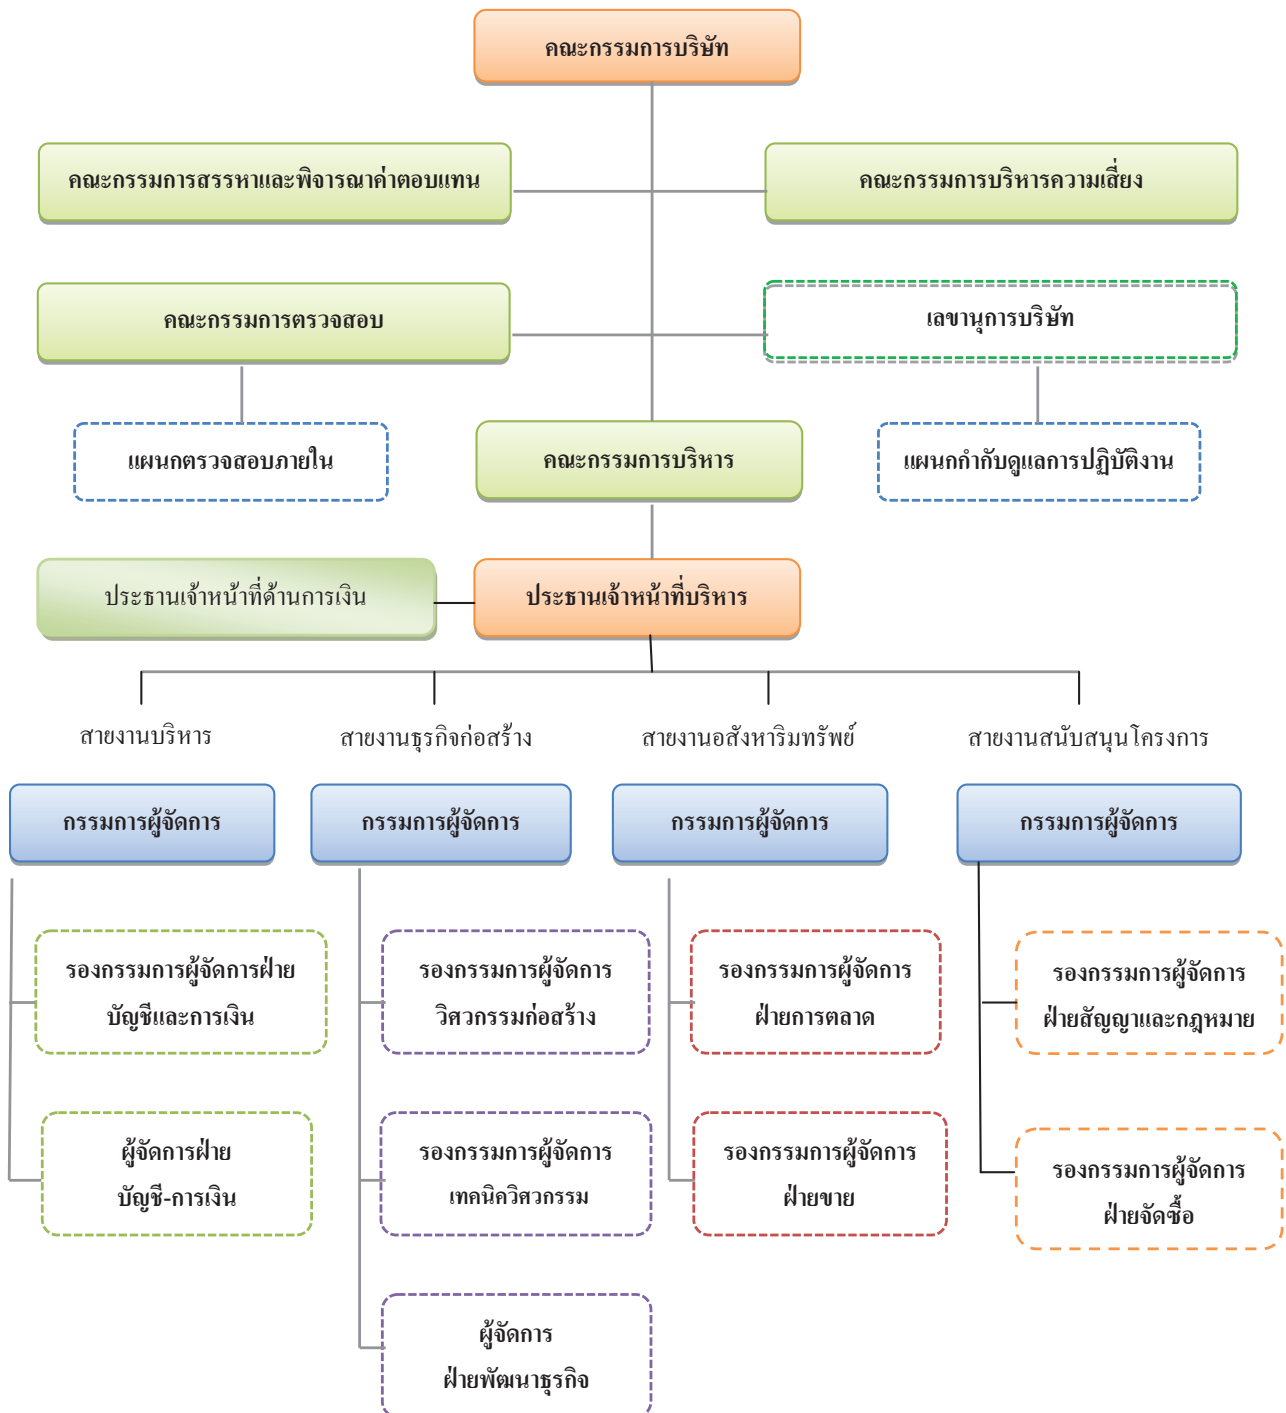 คณะกรรมการบริษัท
คณะกรรมการสรรหาและพิจารณาค่าตอบแทน
คณะกรรมการบริหารความเสี่ยง
คณะกรรมการตรวจสอบ
เลขานุการบริษัท
แผนกตรวจสอบภายใน
คณะกรรมการบริหาร
แผนกกำกับดูแลการปฏิบัติงาน
ประธานเจ้าหน้าที่ด้านการเงิน
ประธานเจ้าหน้าที่บริหาร
สายงานบริหาร
สายงานธุรกิจก่อสร้าง
สายงานอสังหาริมทรัพย์
สายงานสนับสนุนโครงการ
กรรมการผู้จัดการ
กรรมการผู้จัดการ
กรรมการผู้จัดการ
กรรมการผู้จัดการ
รองกรรมการผู้จัดการฝ่าย
บัญชีและการเงิน
รองกรรมการผู้จัดการ
วิศวกรรมก่อสร้าง
รองกรรมการผู้จัดการ
ฝ่ายการตลาด
รองกรรมการผู้จัดการ
ฝ่ายสัญญาและกฎหมาย
ผู้จัดการฝ่าย
บัญชี-การเงิน
รองกรรมการผู้จัดการ
เทคนิควิศวกรรม
รองกรรมการผู้จัดการ
ฝ่ายขาย
รองกรรมการผู้จัดการ
ฝ่ายจัดซื้อ
ผู้จัดการ
ฝ่ายพัฒนาธุรกิจ